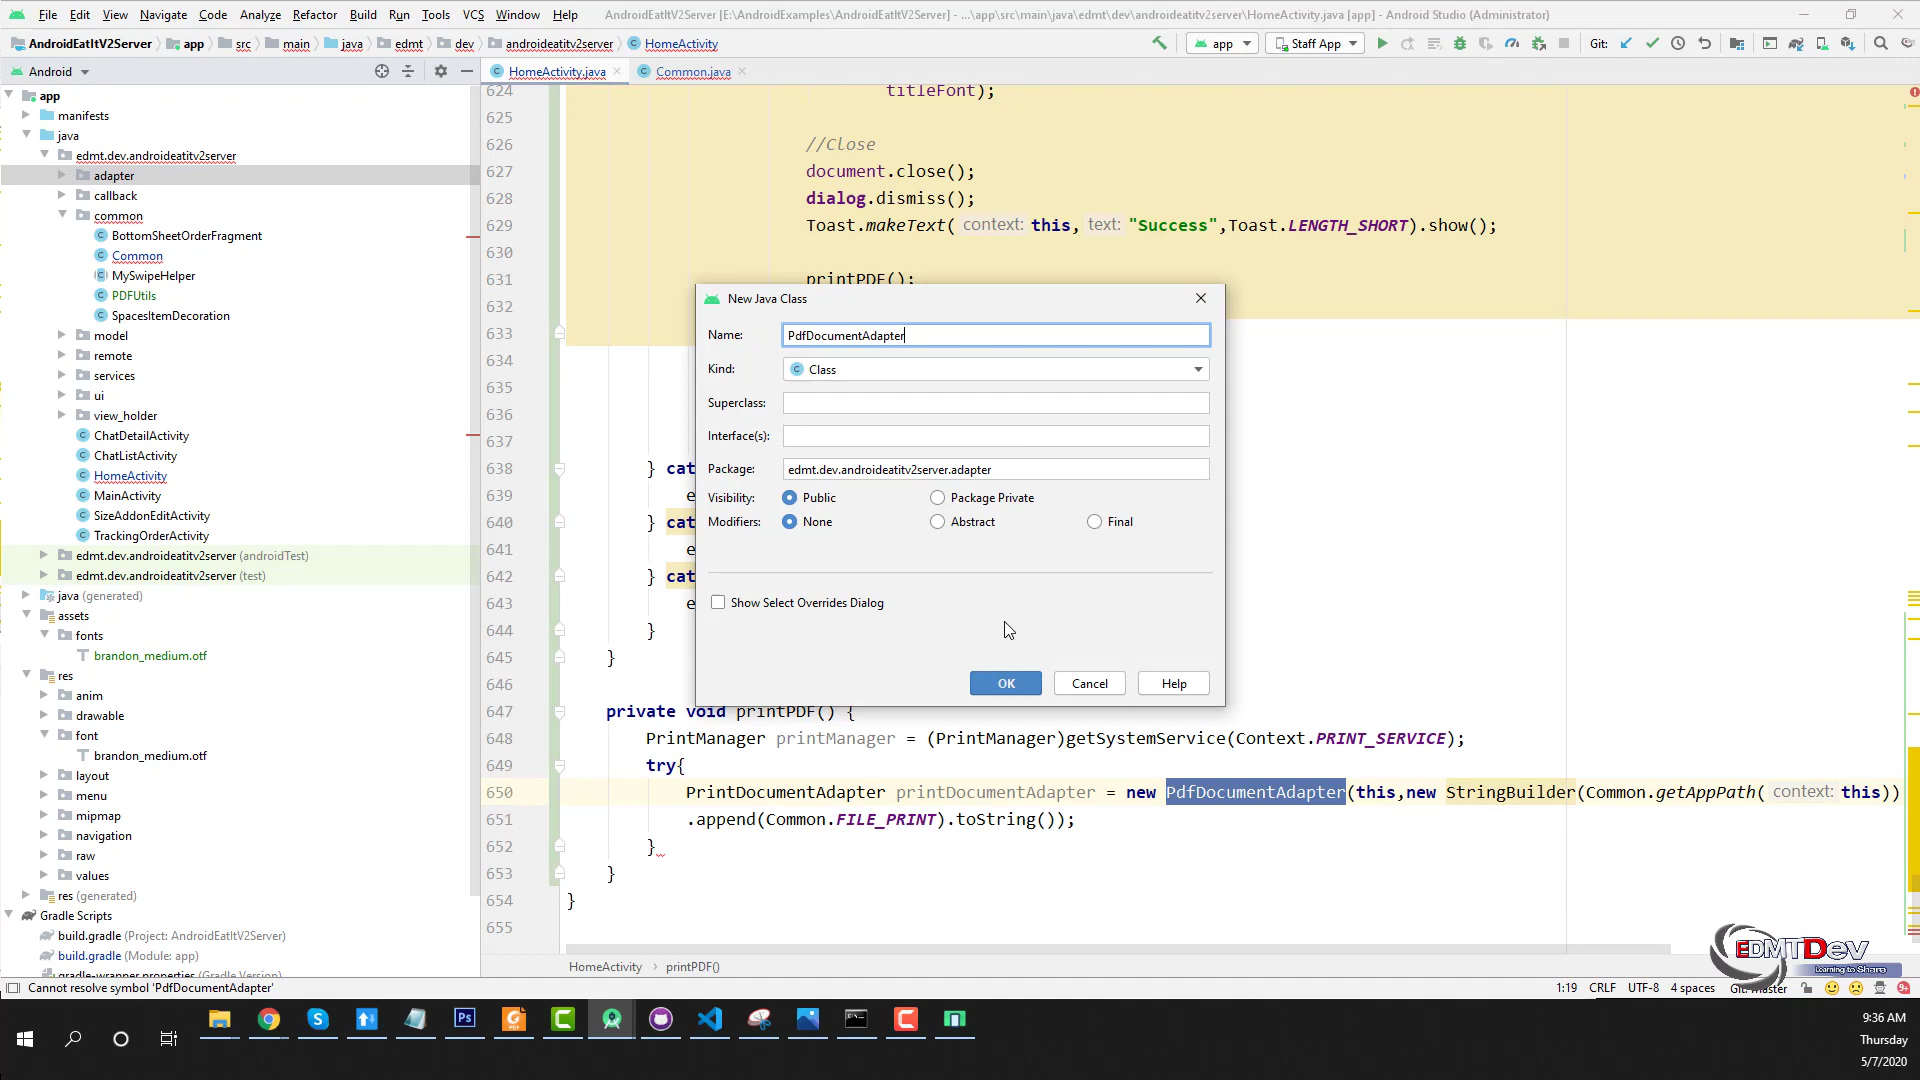 File Edit View Navigate Code Analyze Refactor Build Run Tools VCS Window Help AndroidEatItV2Server [E:\AndroidExamples\AndroidEatItV2Server] - ...\app\src\main\java\edmt\dev\androideatitv2server\HomeActivity.java [app] - Android Studio (Administrator)
AndroidEatItV2Server app src main java edmt dev androideatitv2server HomeActivity app Staff App Git:
Android HomeActivity.java Common.java
app
manifests
java
edmt.dev.androideatitv2server
adapter
callback
common
BottomSheetOrderFragment
Common
MySwipeHelper
PDFUtils
SpacesItemDecoration
model
remote
services
ui
view_holder
ChatDetailActivity
ChatListActivity
HomeActivity
MainActivity
SizeAddonEditActivity
TrackingOrderActivity
edmt.dev.androideatitv2server (androidTest)
edmt.dev.androideatitv2server (test)
java (generated)
assets
fonts
brandon_medium.otf
res
anim
drawable
font
brandon_medium.otf
layout
menu
mipmap
navigation
raw
values
res (generated)
Gradle Scripts
build.gradle (Project: AndroidEatItV2Server)
build.gradle (Module: app)
gradle-wrapper.properties (Gradle Version)
624 titleFont);
625
626 //Close
627 document.close();
628 dialog.dismiss();
629 Toast.makeText( context: this, text: "Success",Toast.LENGTH_SHORT).show();
630
631 printPDF();
632
633
634
635
636
637
638 } cat
639 e
640 } cat
641 e
642 } cat
643 e
644 }
645 }
646
647 private void printPDF() {
648 PrintManager printManager = (PrintManager)getSystemService(Context.PRINT_SERVICE);
649 try{
650 PrintDocumentAdapter printDocumentAdapter = new PdfDocumentAdapter(this,new StringBuilder(Common.getAppPath( context: this))
651 .append(Common.FILE_PRINT).toString());
652 }
653 }
654 }
655
New Java Class
Name: PdfDocumentAdapter
Kind: Class
Superclass:
Interface(s):
Package: edmt.dev.androideatitv2server.adapter
Visibility: Public Package Private
Modifiers: None Abstract Final
Show Select Overrides Dialog
OK Cancel Help
HomeActivity printPDF()
EDMTDev
Learning to Share
Cannot resolve symbol 'PdfDocumentAdapter' 1:19 CRLF UTF-8 4 spaces Git: master
9:36 AM
Thursday
5/7/2020